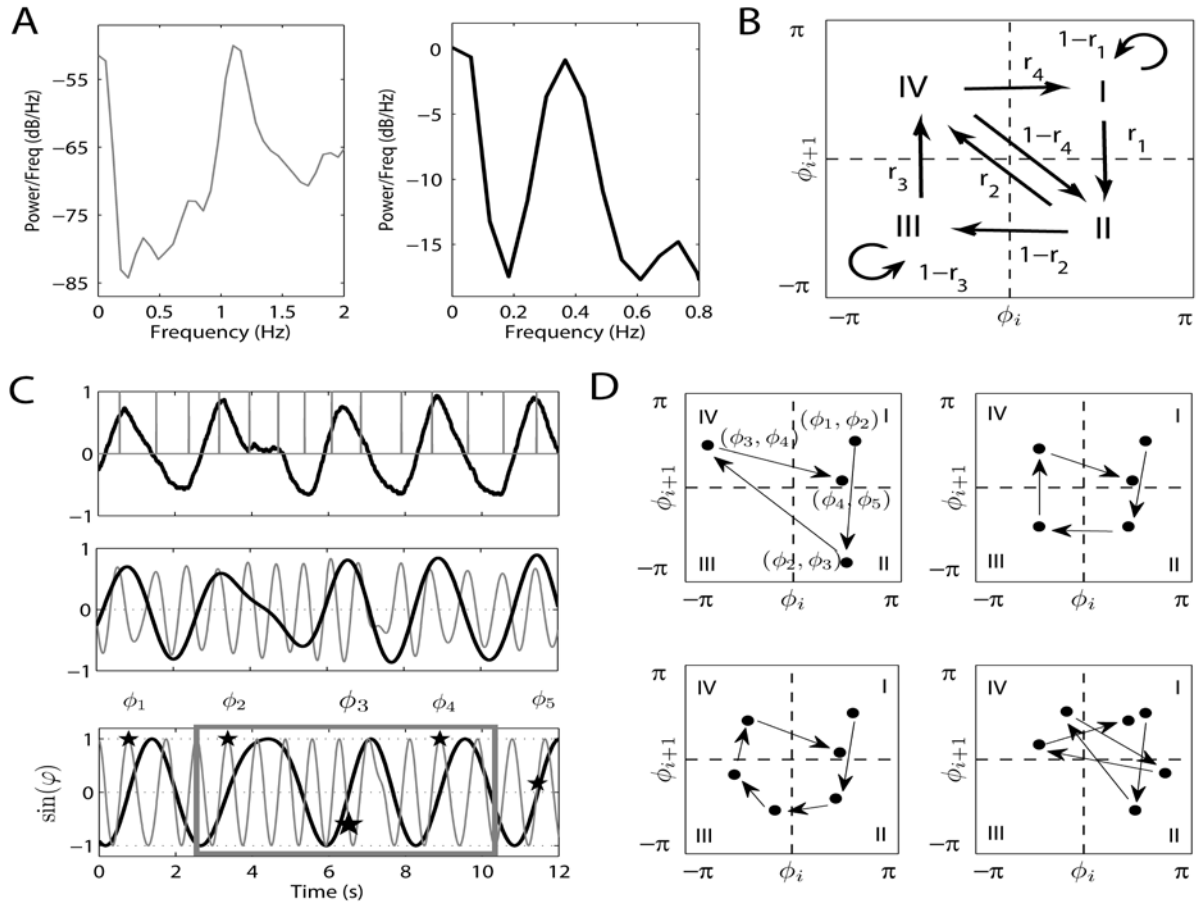 A
Power/Freq (dB/Hz)
−55
−65
−75
−85
0 1 2
Frequency (Hz)
Power/Freq (dB/Hz)
0
−5
−10
−15
0 0.2 0.4 0.6 0.8
Frequency (Hz)
B
π
ϕi+1
−π
IV
r4
1−r1
I
1−r4
r1
r3
r2
III
II
1−r2
1−r3
−π ϕi π
C
1
0
−1
1
0
−1
ϕ1 ϕ2 ϕ3 ϕ4 ϕ5
sin(φ)
1
0
−1
0 2 4 6 8 10 12
Time (s)
D
π
ϕi+1
−π
IV
(ϕ1, ϕ2)
I
(ϕ3, ϕ4)
(ϕ4, ϕ5)
III
(ϕ2, ϕ3)
II
−π ϕi π
π
ϕi+1
−π
IV I
III II
−π ϕi π
π
ϕi+1
−π
IV I
III II
−π ϕi π
π
ϕi+1
−π
IV I
III II
−π ϕi π